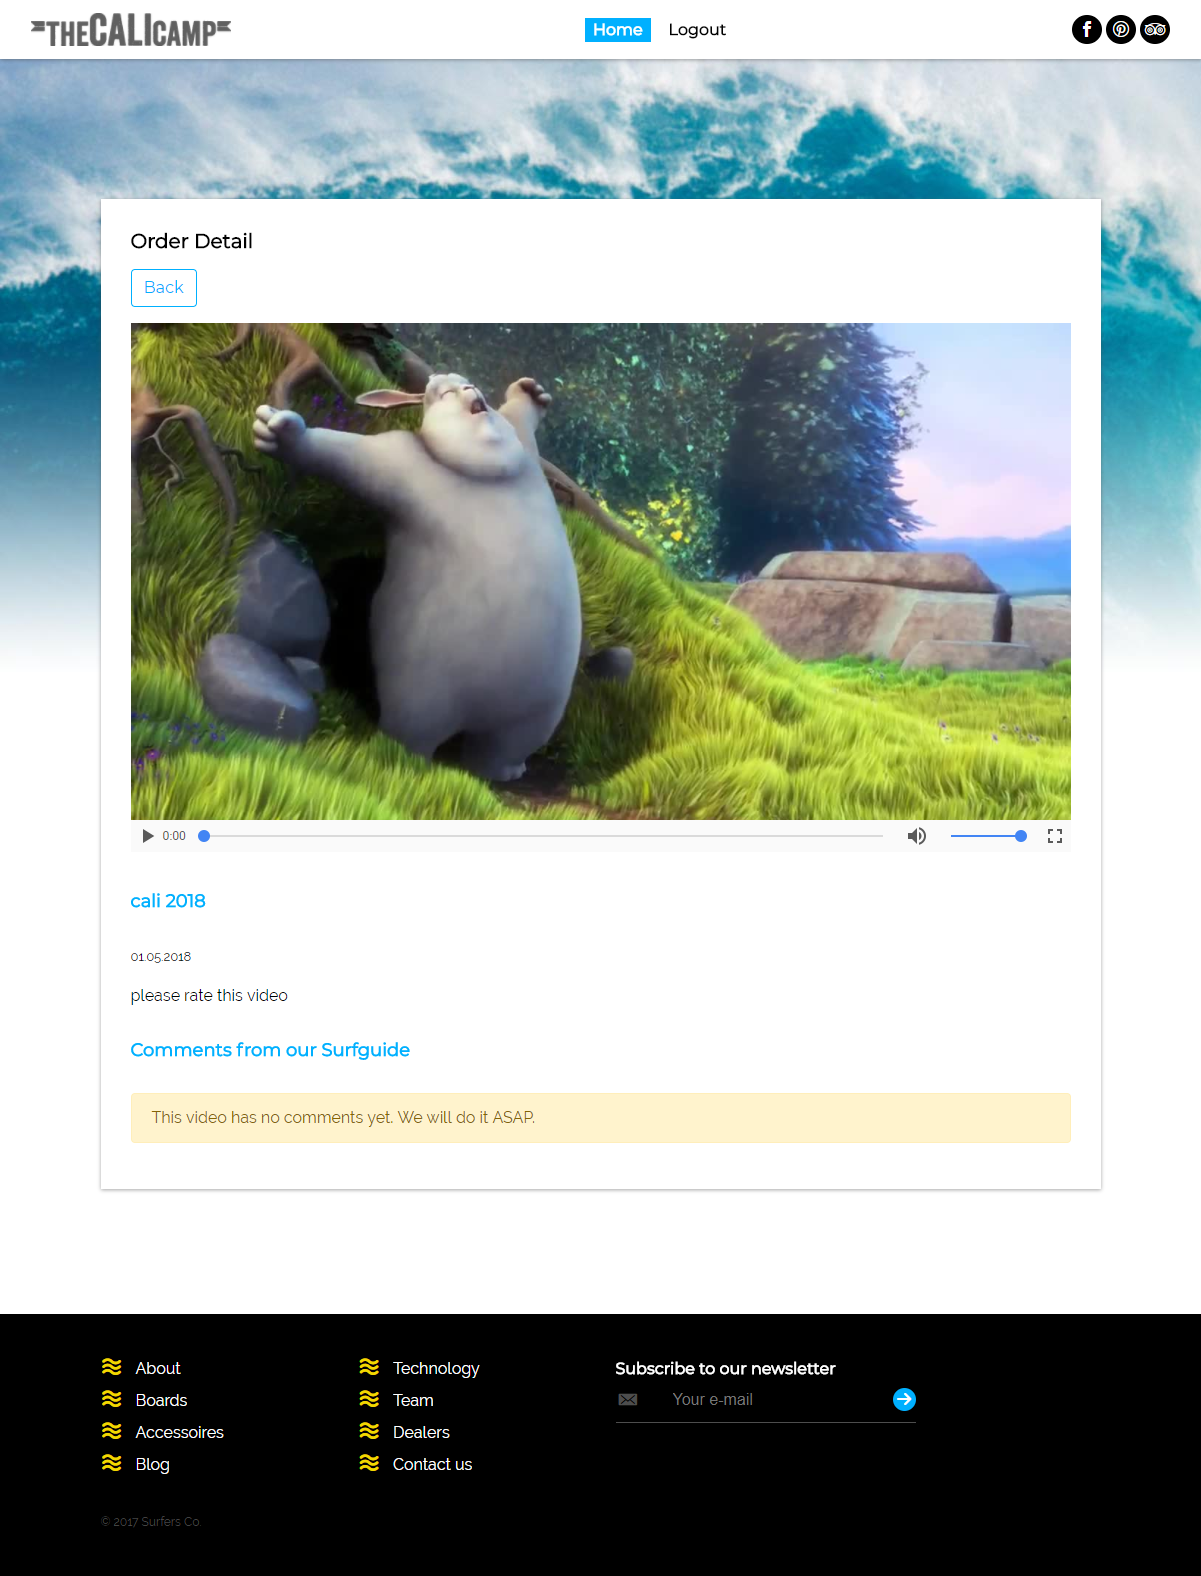 THECALICAMP
Home
Logout
Order Detail
Back
0:00
cali 2018
01.05.2018
please rate this video
Comments from our Surfguide
This video has no comments yet. We will do it ASAP.
About
Boards
Accessoires
Blog
Technology
Team
Dealers
Contact us
Subscribe to our newsletter
Your e-mail
© 2017 Surfers Co.